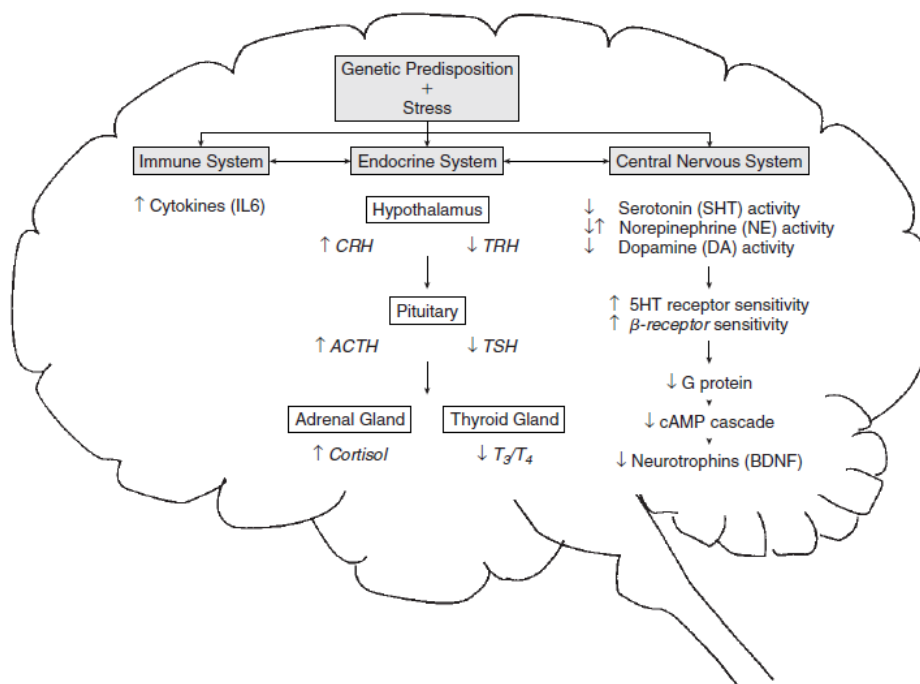 Genetic Predisposition
+
Stress
Immune System
Endocrine System
Central Nervous System
↑ Cytokines (IL6)
Hypothalamus
↑ CRH
↓ TRH
Pituitary
↑ ACTH
↓ TSH
Adrenal Gland
Thyroid Gland
↑ Cortisol
↓ T3/T4
↓ Serotonin (SHT) activity
↓↑ Norepinephrine (NE) activity
↓ Dopamine (DA) activity
↑ 5HT receptor sensitivity
↑ β-receptor sensitivity
↓ G protein
↓ cAMP cascade
↓ Neurotrophins (BDNF)